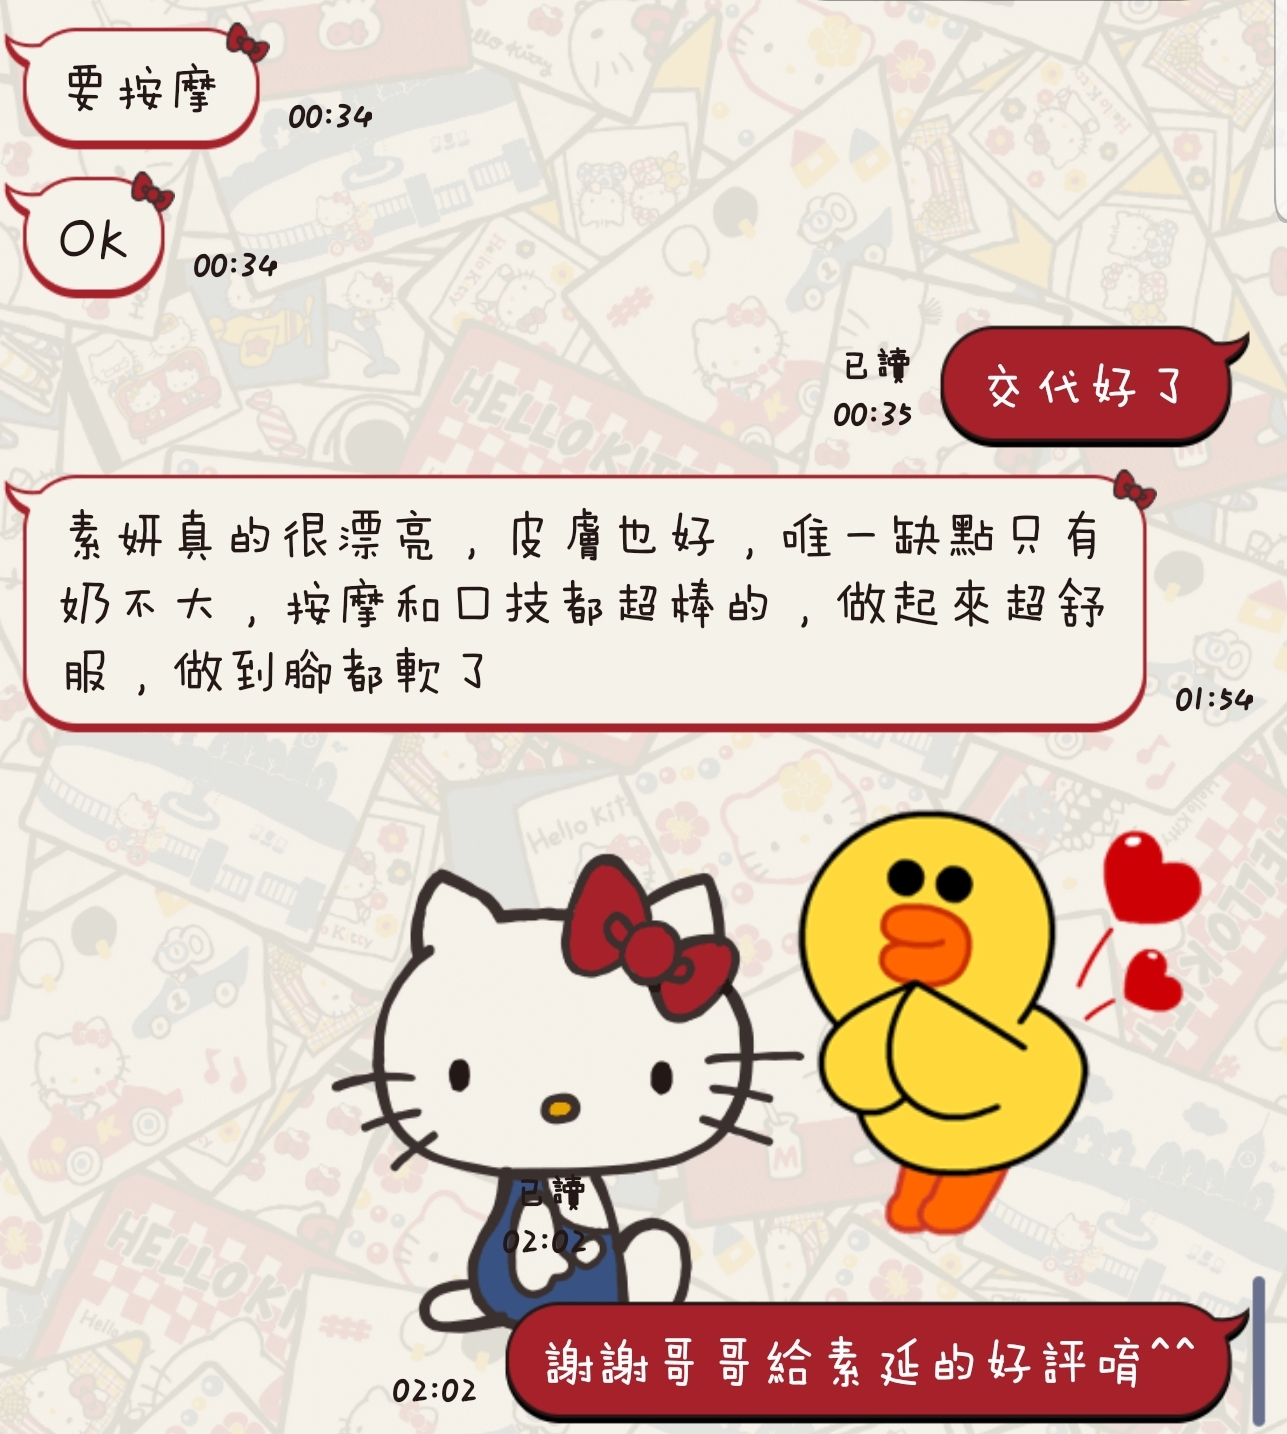 要按摩
00:34
Ok
00:34
已讀
00:35
交代好了
素妍真的很漂亮，皮膚也好，唯一缺點只有
奶不大，按摩和口技都超棒的，做起來超舒
服，做到腳都軟了
01:54
已讀
02:02
謝謝哥哥給素延的好評唷^^
02:02